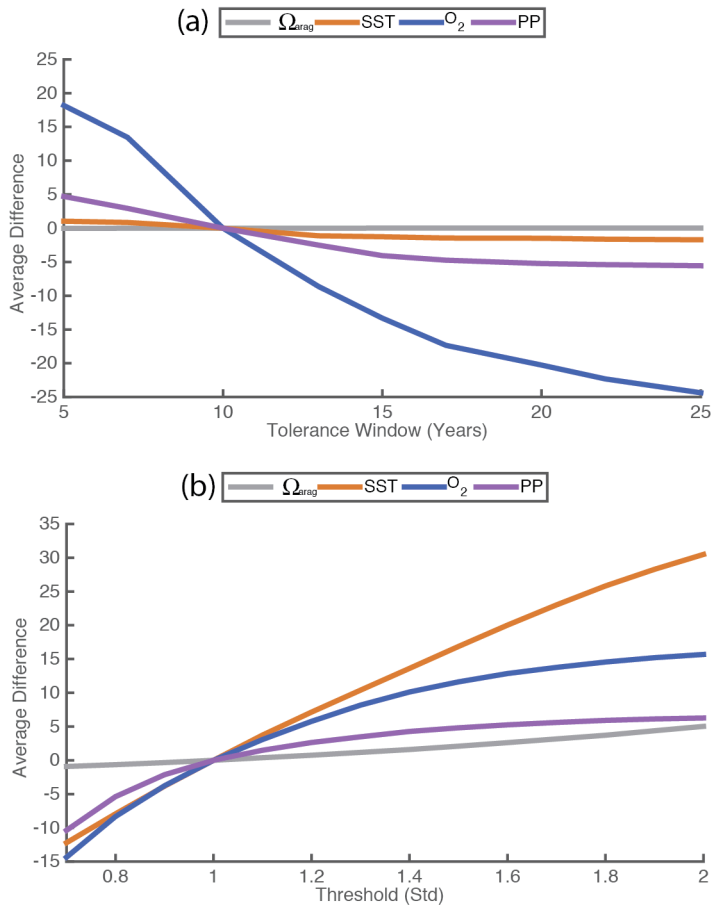 (a) Ωarag SST O2 PP
25
20
15
10
5
0
-5
-10
-15
-20
-25
Average Difference
5 10 15 20 25
Tolerance Window (Years)
(b) Ωarag SST O2 PP
35
30
25
20
15
10
5
0
-5
-10
-15
Average Difference
0.8 1 1.2 1.4 1.6 1.8 2
Threshold (Std)